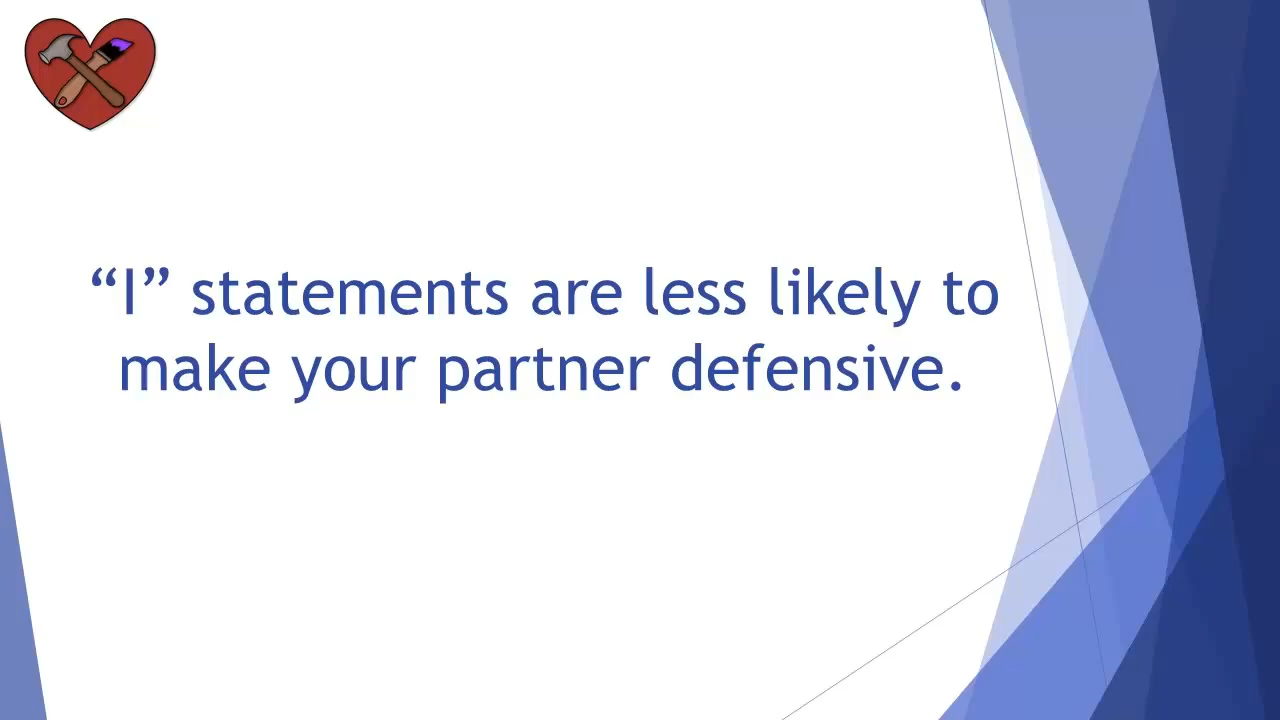 “I” statements are less likely to
make your partner defensive.